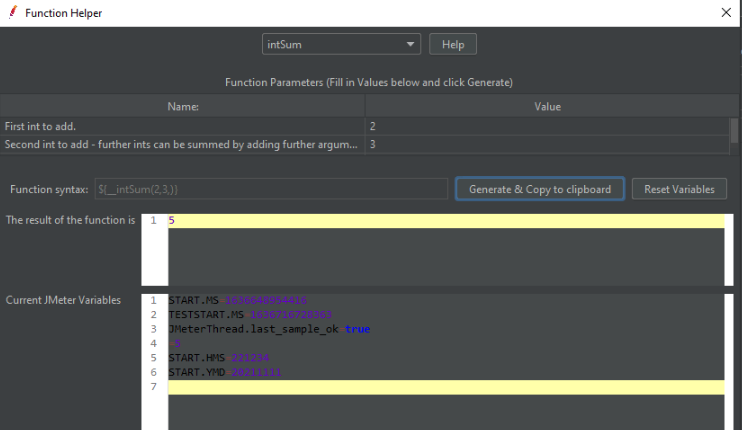 Function Helper
intSum
Help
Function Parameters (Fill in Values below and click Generate)
Name: Value
First int to add. 2
Second int to add - further ints can be summed by adding further argum... 3
Function syntax: ${__intSum(2,3,)} Generate & Copy to clipboard Reset Variables
The result of the function is 1 5
Current JMeter Variables 1 START.MS=1636648954416
2 TESTSTART.MS=1636716728363
3 JMeterThread.last_sample_ok=true
4 =5
5 START.HMS=221234
6 START.YMD=20211111
7